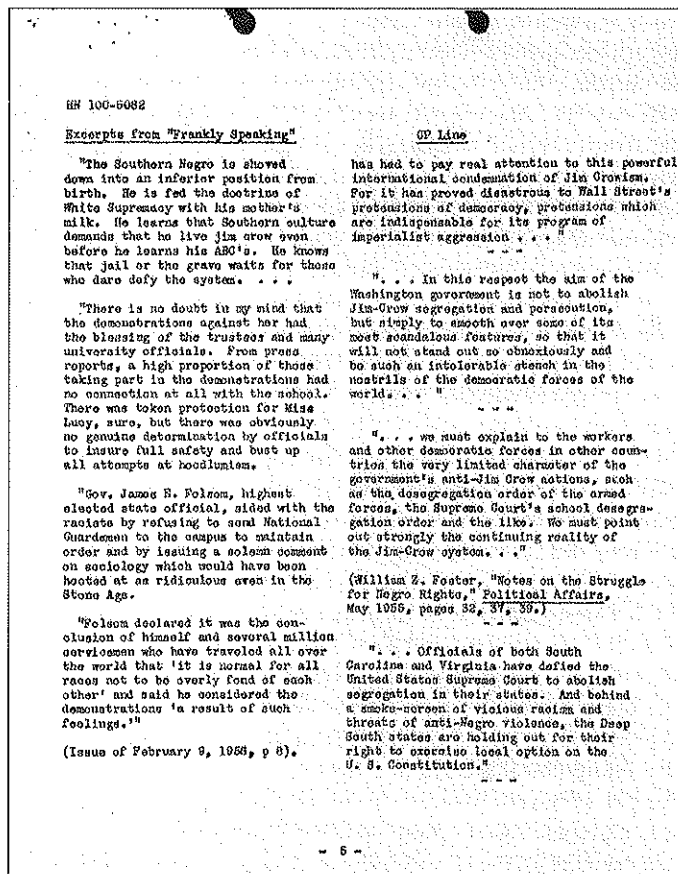 HN 100-5082
Excerpts from "Frankly Speaking"
"The Southern Negro is shoved
down into an inferior position from
birth. He is fed the doctrine of
White Supremacy with his mother's
milk. He learns that Southern culture
demands that he live jim crow even
before he learns his ABC's. He knows
that jail or the grave waits for those
who dare defy the system. . . .
"There is no doubt in my mind that
the demonstrations against her had
the blessing of the trustees and many
university officials. From press
reports, a high proportion of those
taking part in the demonstrations had
no connection at all with the school.
There was token protection for Miss
Lucy, sure, but there was obviously
no genuine determination by officials
to insure full safety and bust up
all attempts at hoodlumism.
"Gov. James E. Folsom, highest
elected state official, sided with the
racists by refusing to send National
Guardsmen to the campus to maintain
order and by issuing a solemn comment
on sociology which would have been
hooted at as ridiculous even in the
Stone Age.
"Folsom declared it was the con-
clusion of himself and several million
servicemen who have traveled all over
the world that 'it is normal for all
races not to be overly fond of each
other' and said he considered the
demonstrations 'a result of such
feelings.'"
(Issue of February 9, 1956, p 8).
CP Line
has had to pay real attention to this powerful
international condemnation of Jim Crowism.
For it has proved disastrous to Wall Street's
pretensions of democracy, pretensions which
are indispensable for its program of
imperialist aggression . . . "
- - -
". . . In this respect the aim of the
Washington government is not to abolish
Jim-Crow segregation and persecution,
but simply to smooth over some of its
most scandalous features, so that it
will not stand out so obnoxiously and
be such an intolerable stench in the
nostrils of the democratic forces of the
world. . . "
- - -
". . . we must explain to the workers
and other democratic forces in other coun-
tries the very limited character of the
government's anti-Jim Crow actions, such
as the desegregation order of the armed
forces, the Supreme Court's school desegre-
gation order and the like. We must point
out strongly the continuing reality of
the Jim-Crow system. . ."
(William Z. Foster, "Notes on the Struggle
for Negro Rights," Political Affairs,
May 1955, pages 32, 37, 39.)
- - -
". . . Officials of both South
Carolina and Virginia have defied the
United States Supreme Court to abolish
segregation in their states. And behind
a smoke-screen of vicious racism and
threats of anti-Negro violence, the Deep
South states are holding out for their
right to exercise local option on the
U. S. Constitution."
- - -
- 5 -